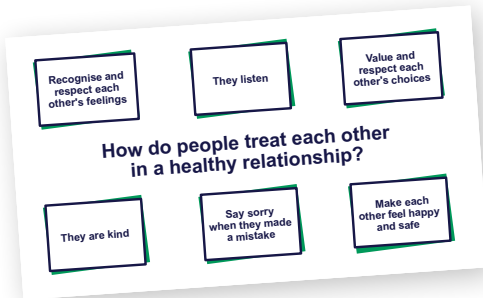 Recognise and
respect each
other's feelings
They listen
Value and
respect each
other's choices
How do people treat each other
in a healthy relationship?
They are kind
Say sorry
when they made
a mistake
Make each
other feel happy
and safe